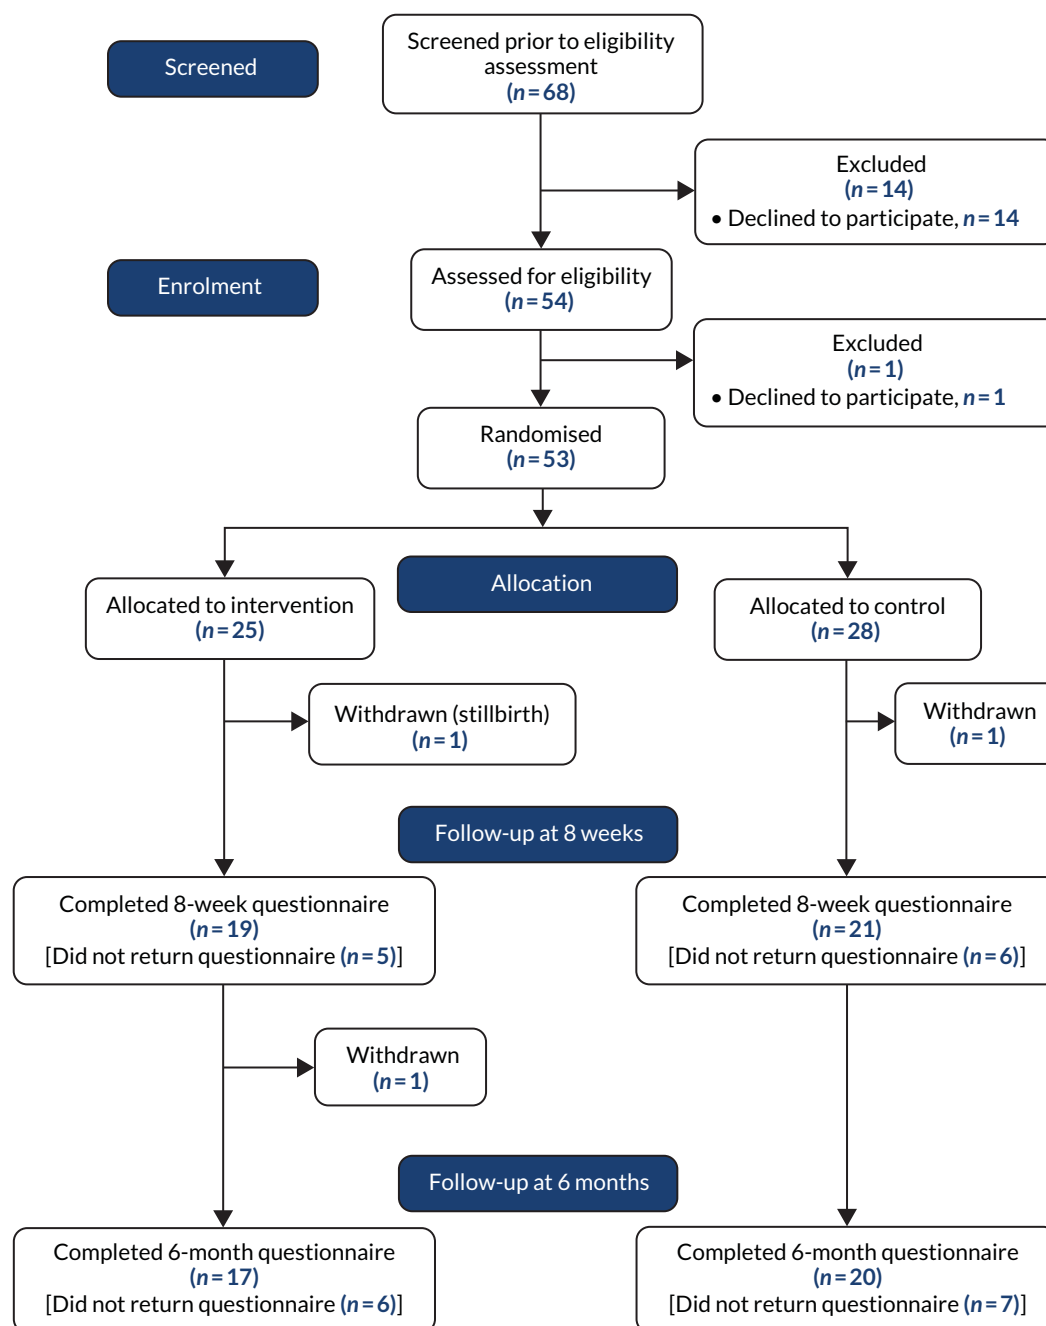 Screened
Screened prior to eligibility
assessment
(n=68)
Excluded
(n=14)
• Declined to participate, n=14
Enrolment
Assessed for eligibility
(n=54)
Excluded
(n=1)
• Declined to participate, n=1
Randomised
(n=53)
Allocation
Allocated to intervention
(n=25)
Allocated to control
(n=28)
Withdrawn (stillbirth)
(n=1)
Withdrawn
(n=1)
Follow-up at 8 weeks
Completed 8-week questionnaire
(n=19)
[Did not return questionnaire (n=5)]
Completed 8-week questionnaire
(n=21)
[Did not return questionnaire (n=6)]
Withdrawn
(n=1)
Follow-up at 6 months
Completed 6-month questionnaire
(n=17)
[Did not return questionnaire (n=6)]
Completed 6-month questionnaire
(n=20)
[Did not return questionnaire (n=7)]